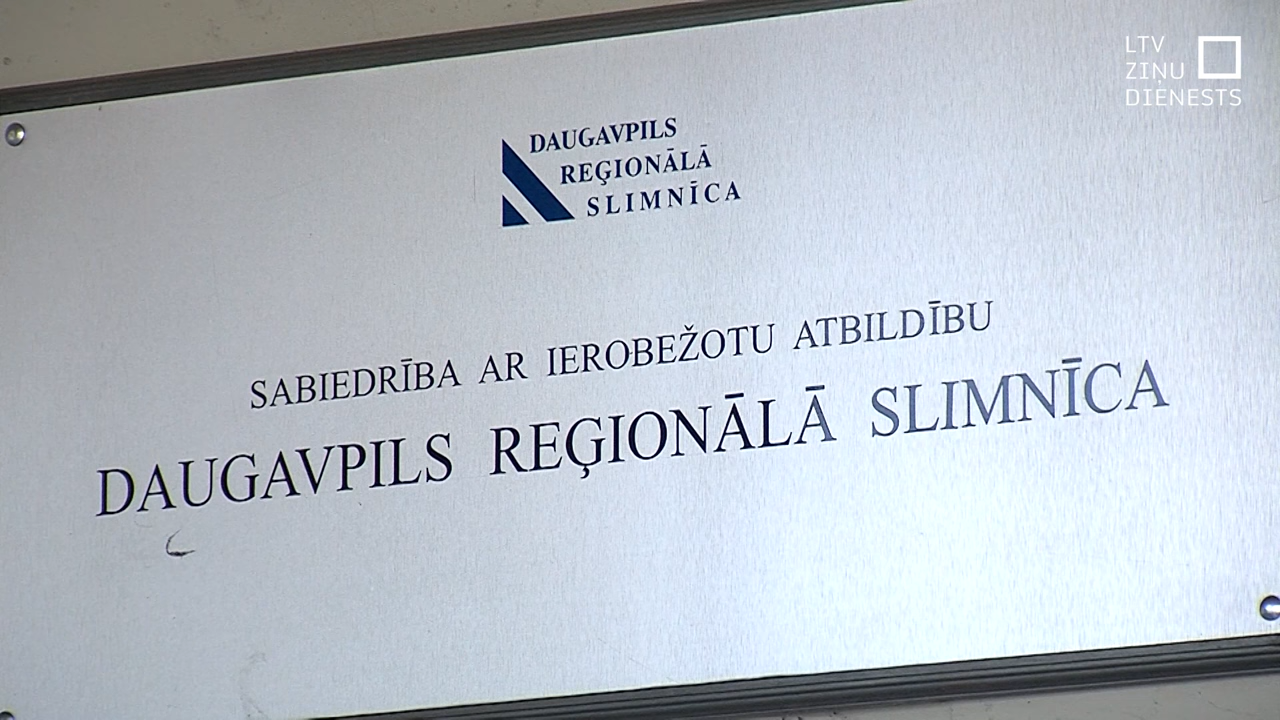 LTV
ZIŅU
DIENESTS
DAUGAVPILS
REĢIONĀLĀ
SLIMNĪCA
SABIEDRĪBA AR IEROBEŽOTU ATBILDĪBU
DAUGAVPILS REĢIONĀLĀ SLIMNĪCA